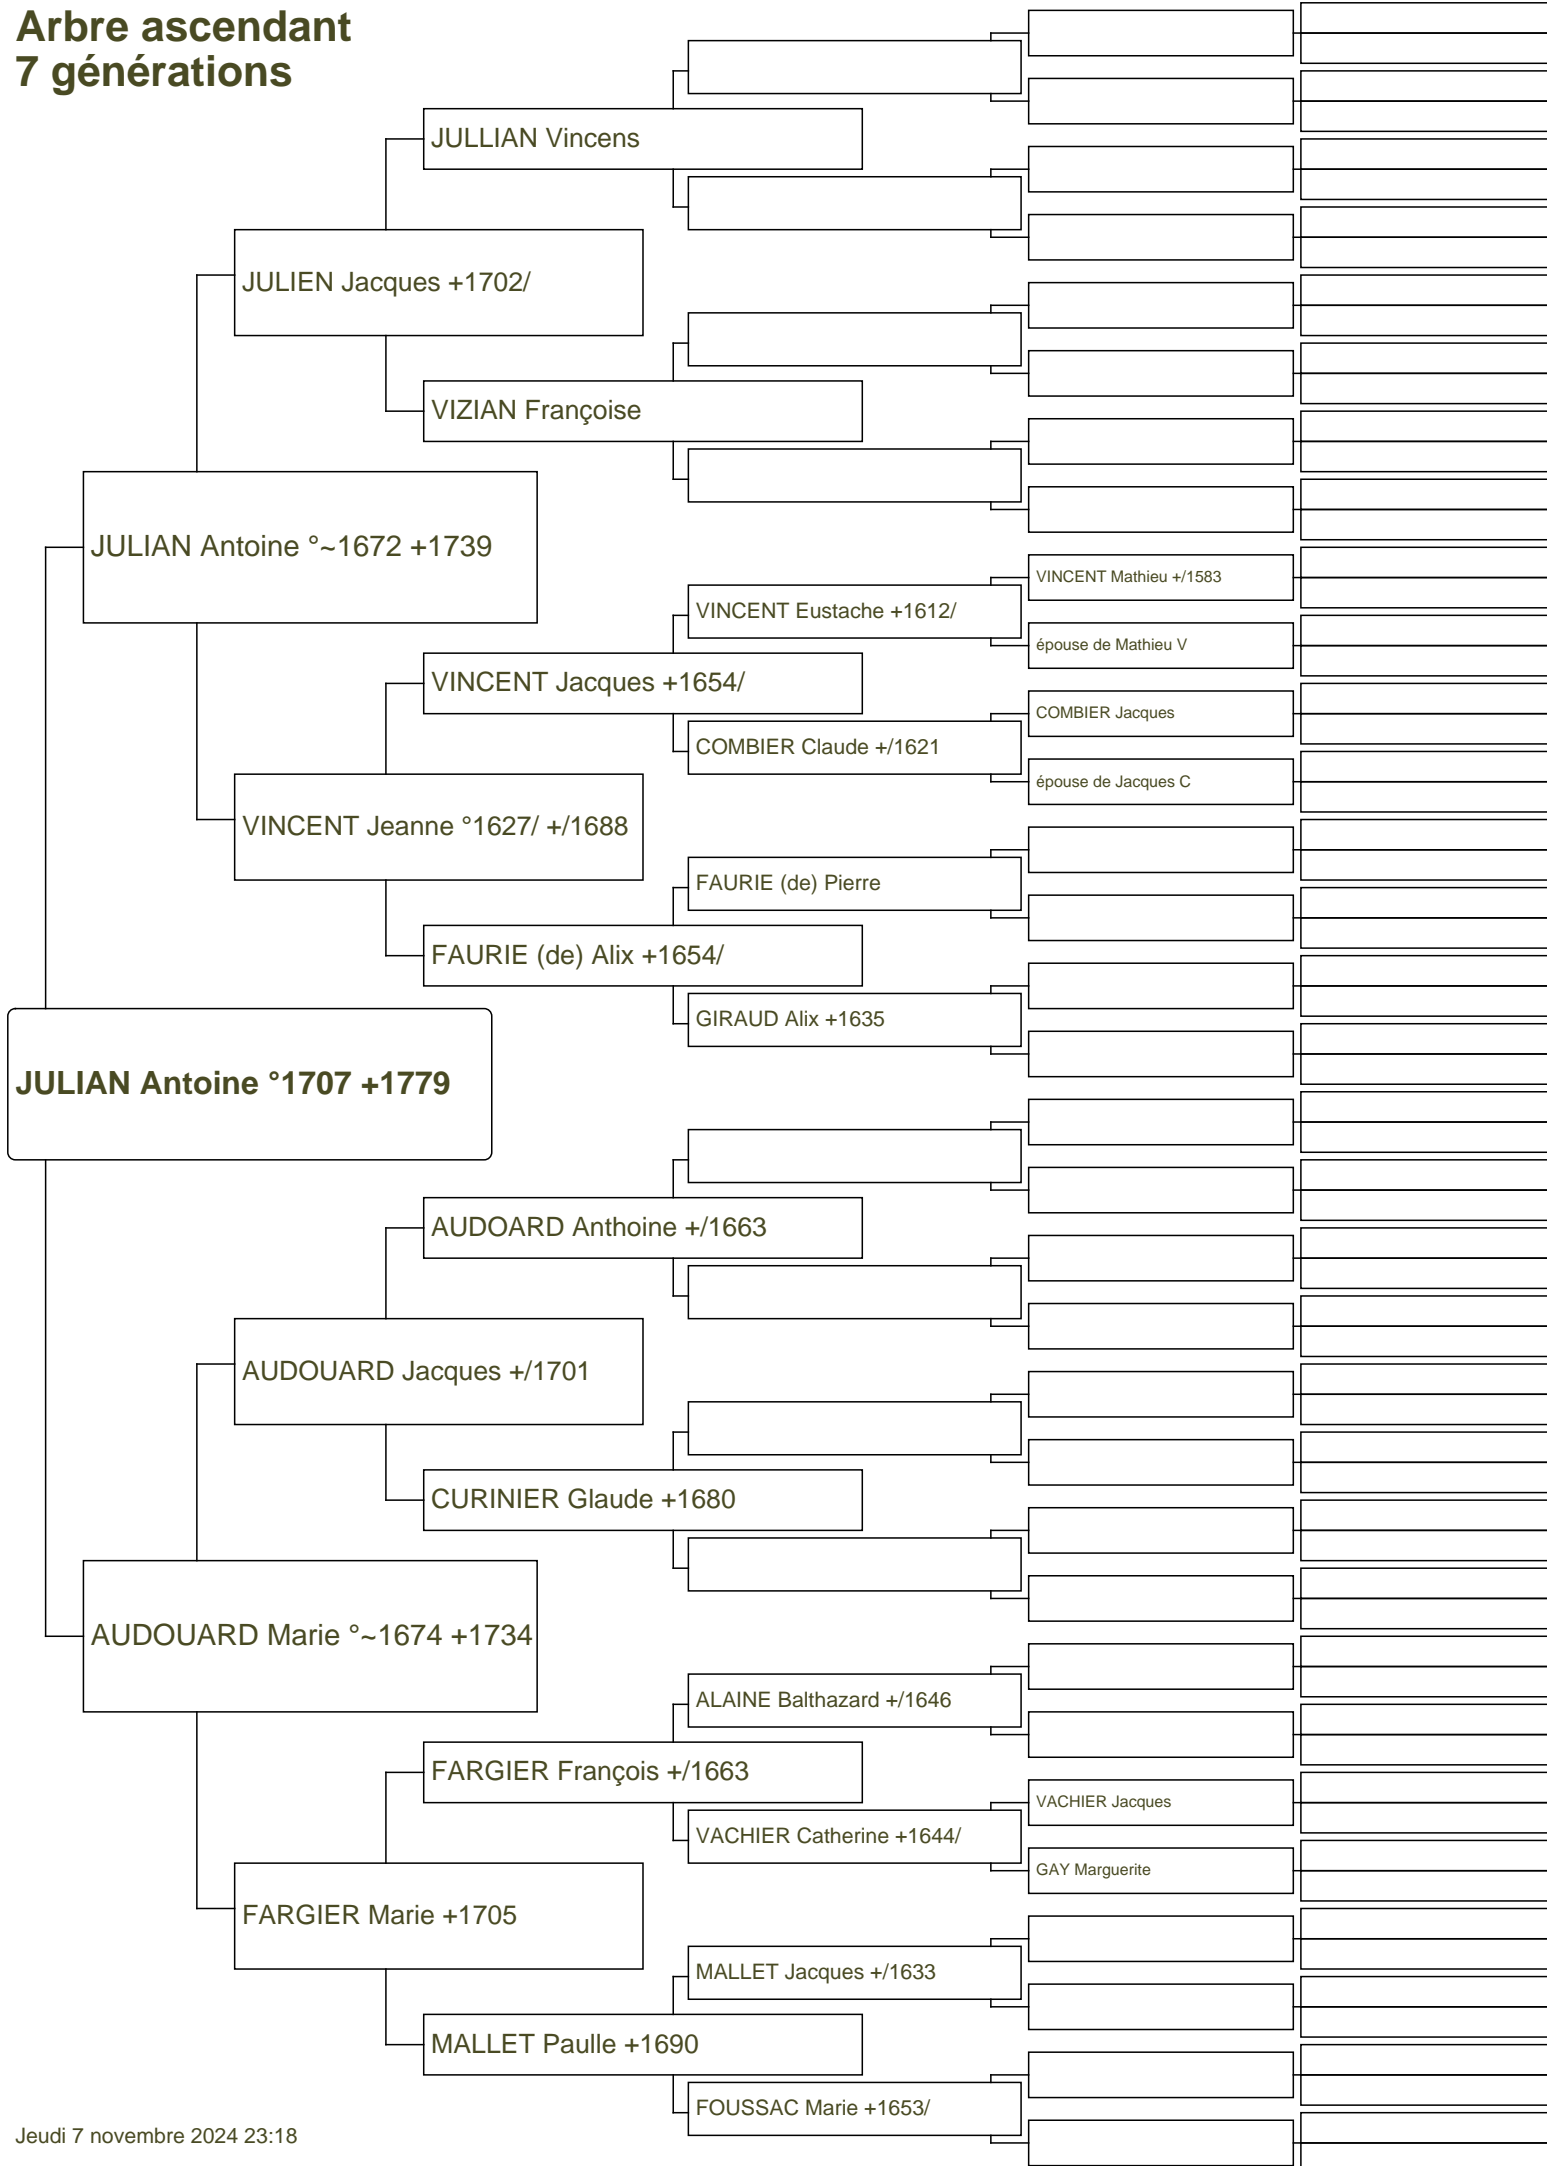 Arbre ascendant
7 générations
JULLIAN Vincens
JULIEN Jacques +1702/
VIZIAN Françoise
JULIAN Antoine °~1672 +1739
VINCENT Mathieu +/1583
VINCENT Eustache +1612/
épouse de Mathieu V
VINCENT Jacques +1654/
COMBIER Jacques
COMBIER Claude +/1621
épouse de Jacques C
VINCENT Jeanne °1627/ +/1688
FAURIE (de) Pierre
FAURIE (de) Alix +1654/
GIRAUD Alix +1635
JULIAN Antoine °1707 +1779
AUDOARD Anthoine +/1663
AUDOUARD Jacques +/1701
CURINIER Glaude +1680
AUDOUARD Marie °~1674 +1734
ALAINE Balthazard +/1646
FARGIER François +/1663
VACHIER Jacques
VACHIER Catherine +1644/
GAY Marguerite
FARGIER Marie +1705
MALLET Jacques +/1633
MALLET Paulle +1690
FOUSSAC Marie +1653/
Jeudi 7 novembre 2024 23:18